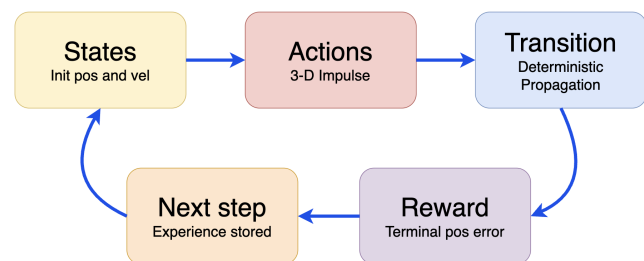 States
Init pos and vel
Actions
3-D Impulse
Transition
Deterministic
Propagation
Next step
Experience stored
Reward
Terminal pos error